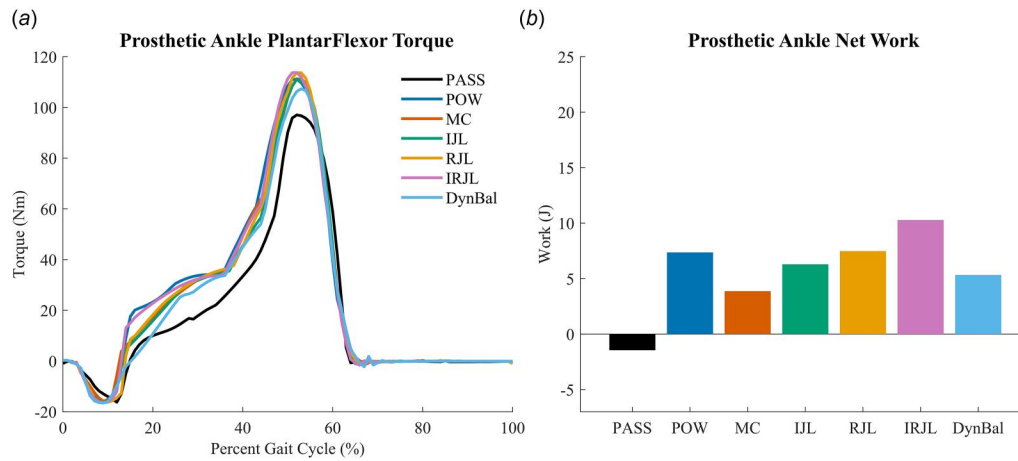 (a)
Prosthetic Ankle PlantarFlexor Torque
120
100
80
60
40
20
0
-20
Torque (Nm)
PASS
POW
MC
IJL
RJL
IRJL
DynBal
0 20 40 60 80 100
Percent Gait Cycle (%)
(b)
Prosthetic Ankle Net Work
25
20
15
10
5
0
-5
Work (J)
PASS POW MC IJL RJL IRJL DynBal